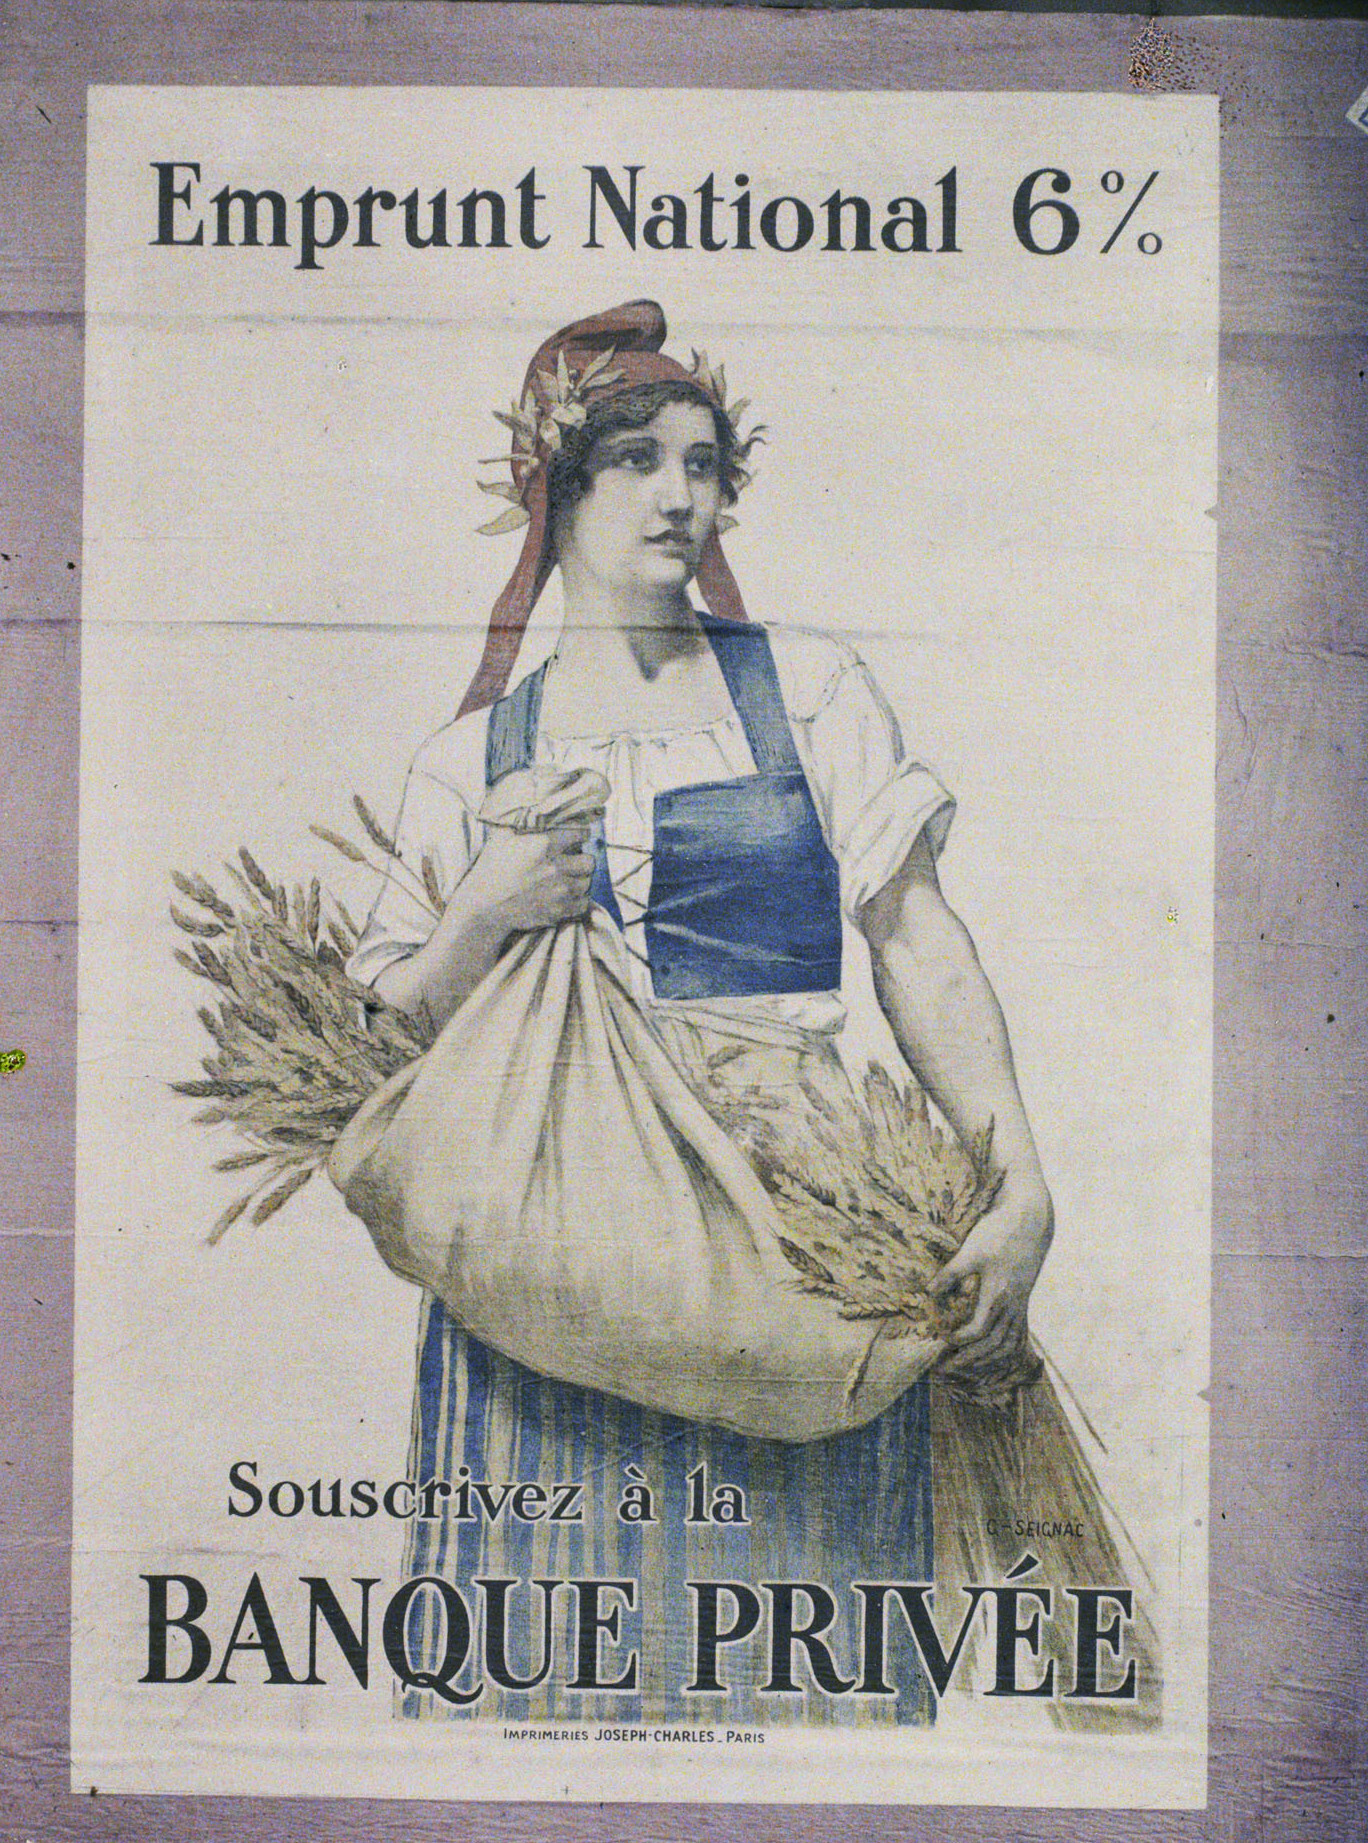 Emprunt National 6%
Souscrivez à la
G-SEIGNAC
BANQUE PRIVÉE
IMPRIMERIES JOSEPH-CHARLES_PARIS